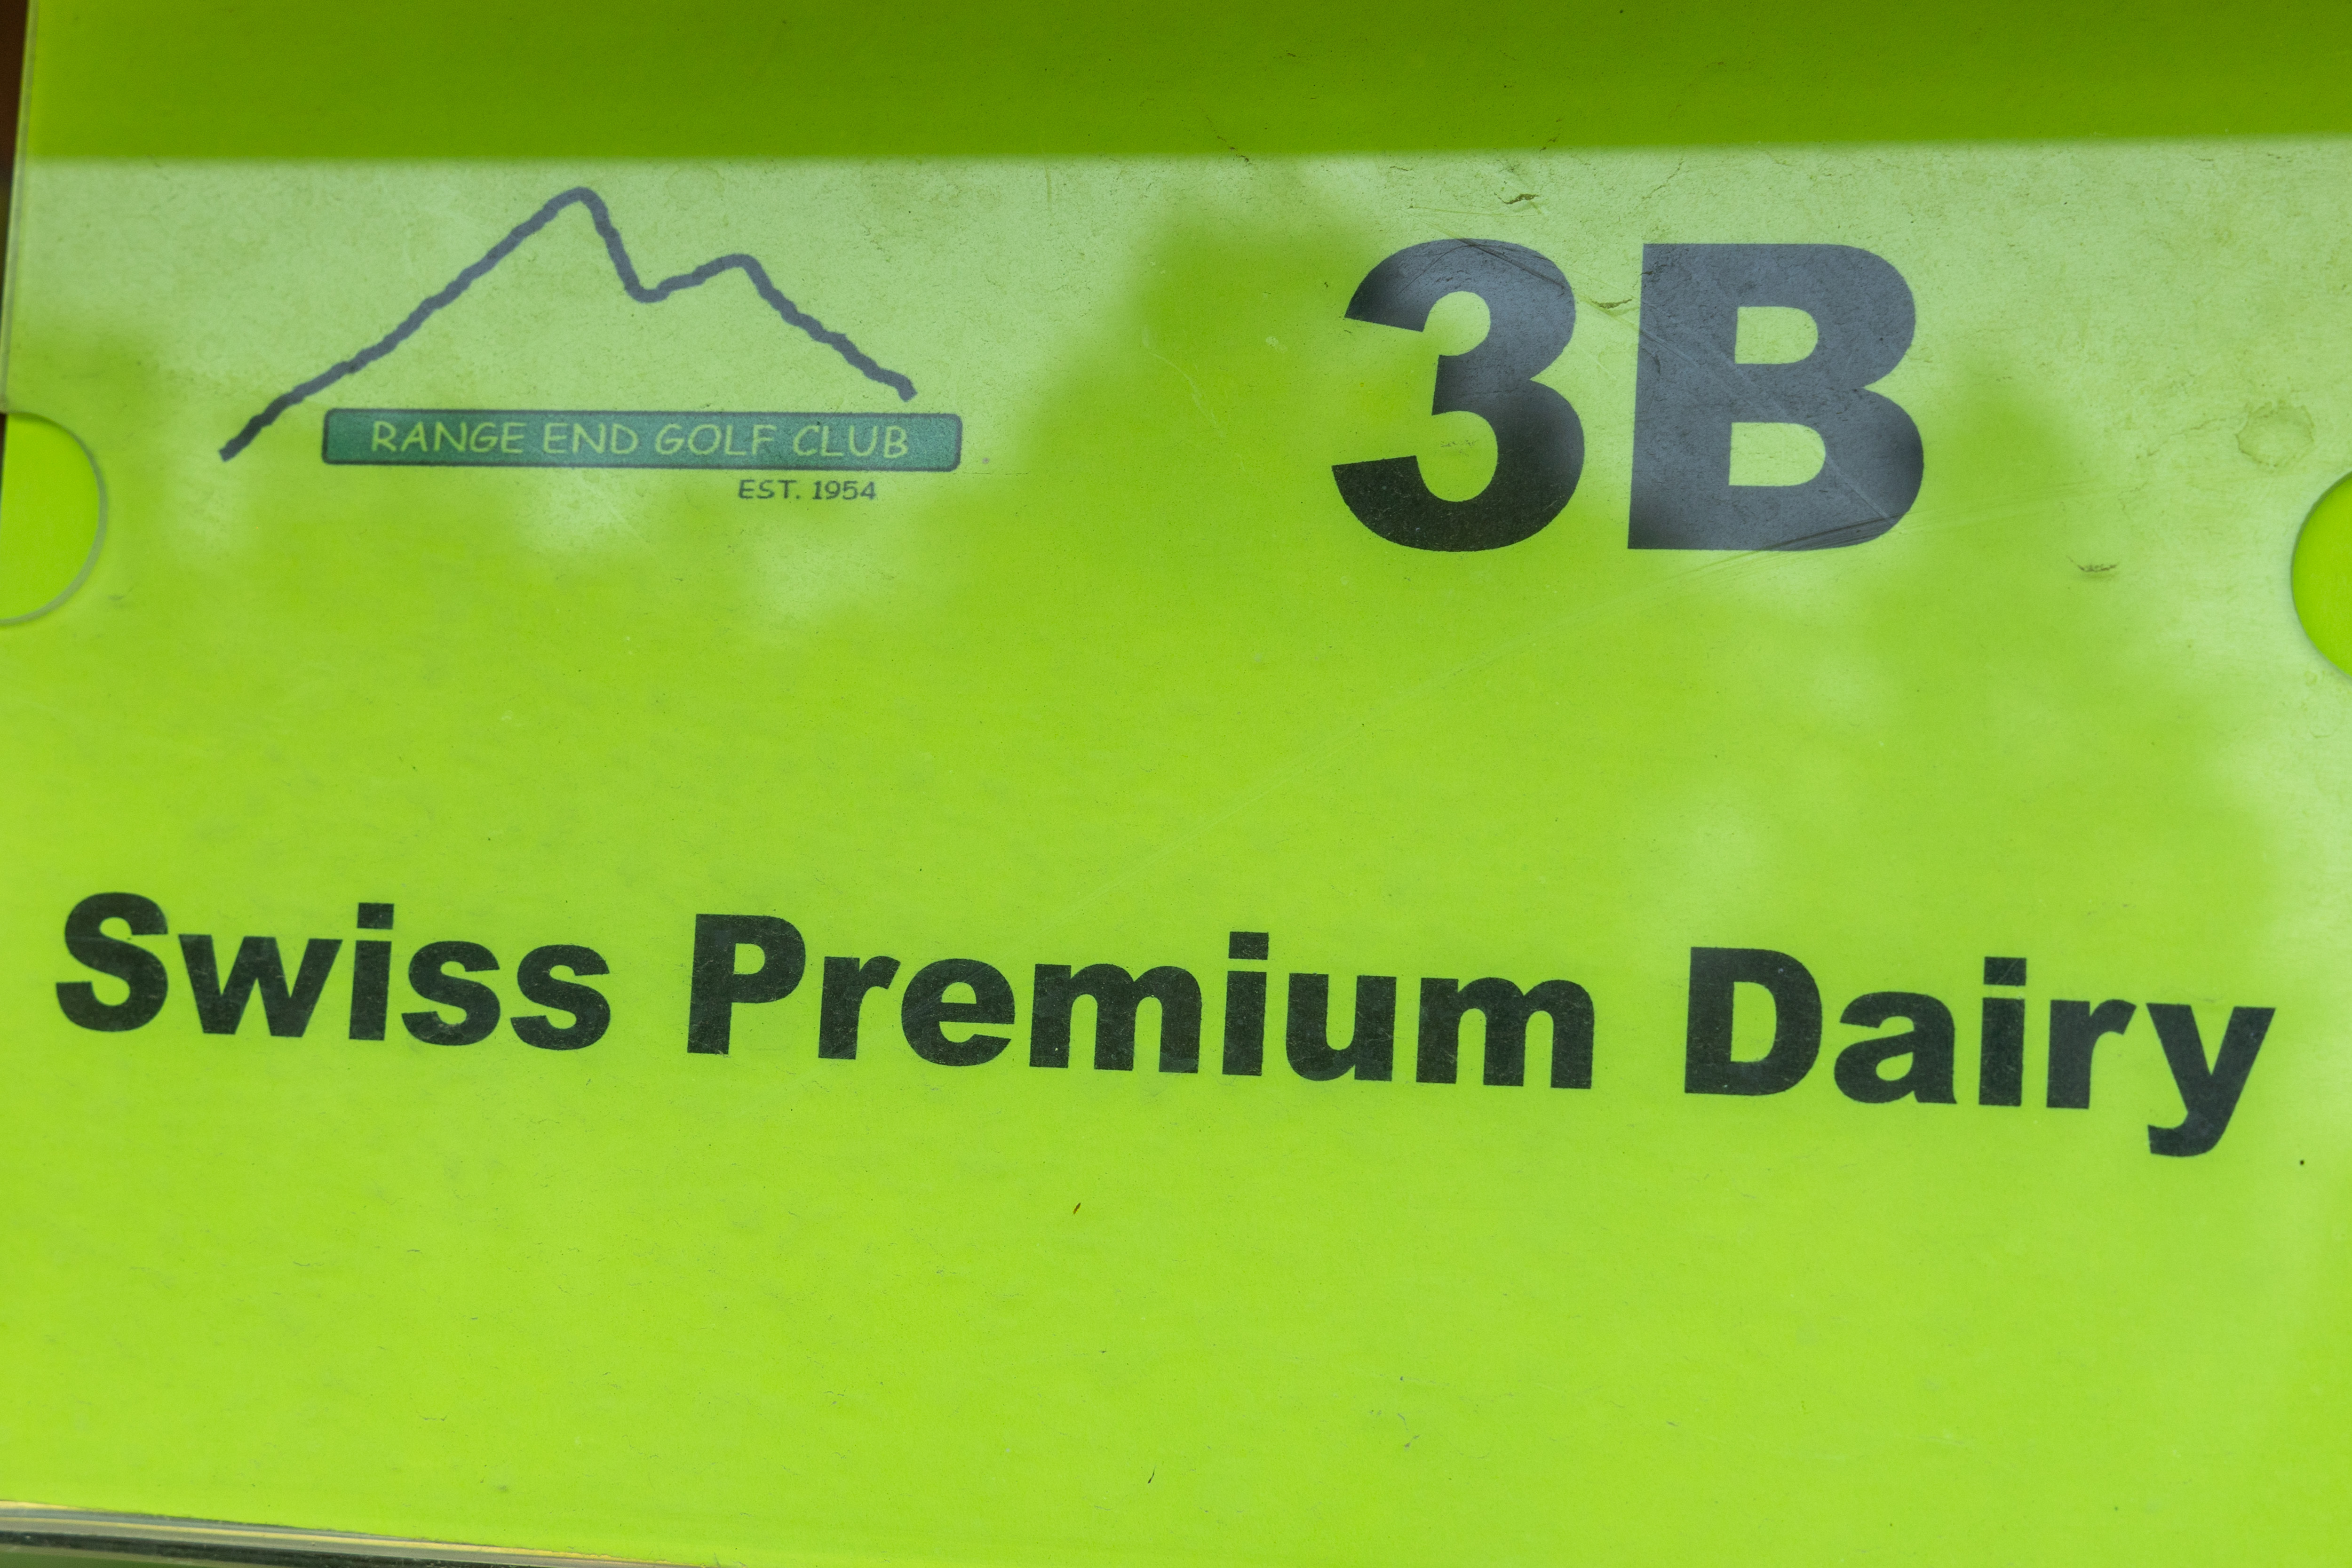 RANGE END GOLF CLUB
EST. 1954
3B
Swiss Premium Dairy